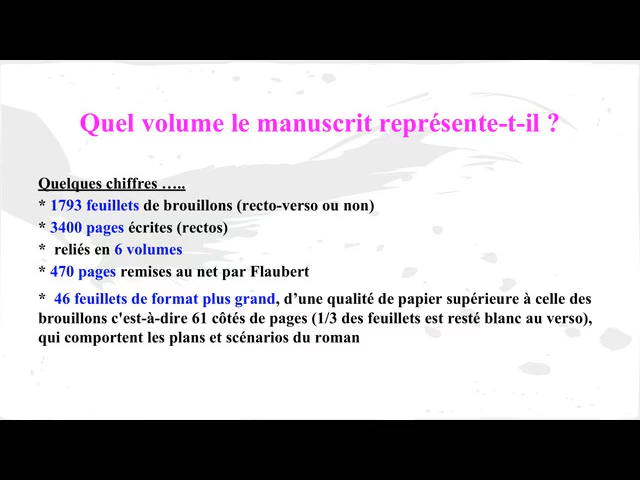 Quel volume le manuscrit représente-t-il ?
Quelques chiffres …..
* 1793 feuillets de brouillons (recto-verso ou non)
* 3400 pages écrites (rectos)
* reliés en 6 volumes
* 470 pages remises au net par Flaubert
* 46 feuillets de format plus grand, d’une qualité de papier supérieure à celle des
brouillons c'est-à-dire 61 côtés de pages (1/3 des feuillets est resté blanc au verso),
qui comportent les plans et scénarios du roman